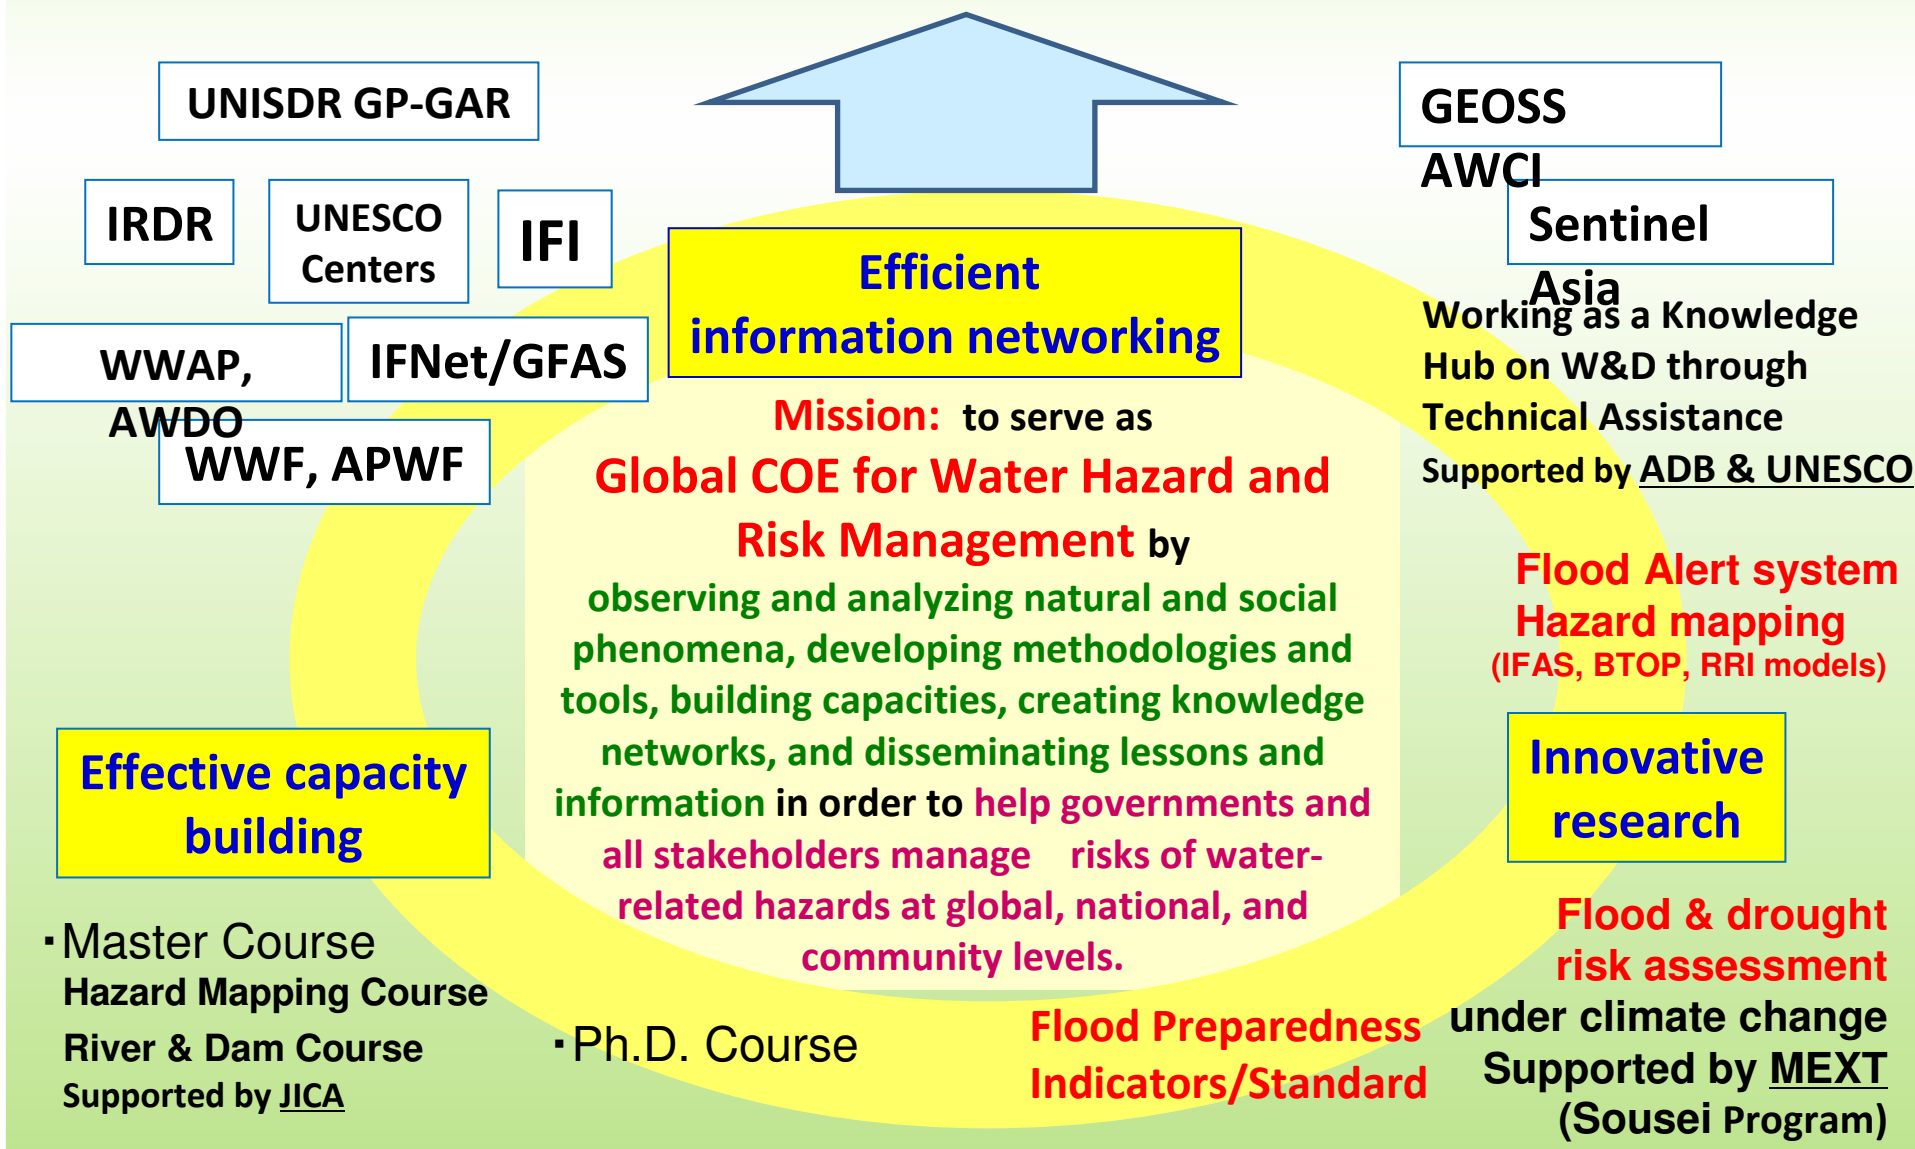 UNISDR GP-GAR
IRDR
UNESCO
Centers
IFI
WWAP,
AWDO
IFNet/GFAS
WWF, APWF
Efficient
information networking
GEOSS
AWCI
Sentinel
Asia
Working as a Knowledge
Hub on W&D through
Technical Assistance
Supported by ADB & UNESCO
Mission: to serve as
Global COE for Water Hazard and
Risk Management by
observing and analyzing natural and social
phenomena, developing methodologies and
tools, building capacities, creating knowledge
networks, and disseminating lessons and
information in order to help governments and
all stakeholders manage risks of water-
related hazards at global, national, and
community levels.
Flood Alert system
Hazard mapping
(IFAS, BTOP, RRI models)
Effective capacity
building
Innovative
research
・Master Course
Hazard Mapping Course
River & Dam Course
Supported by JICA
・Ph.D. Course
Flood Preparedness
Indicators/Standard
Flood & drought
risk assessment
under climate change
Supported by MEXT
(Sousei Program)